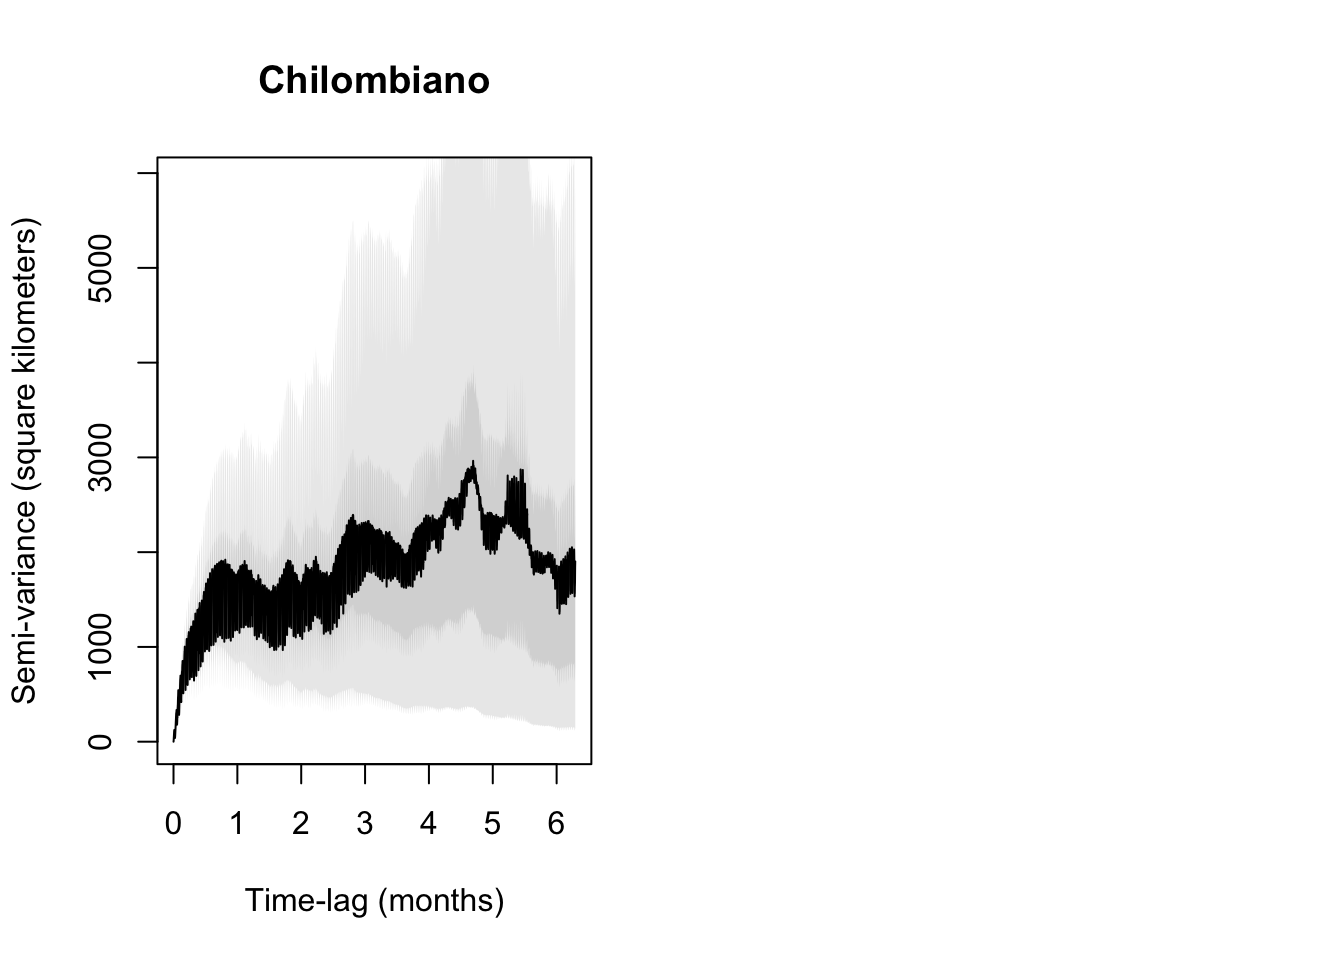 Chilombiano
Semi-variance (square kilometers)
5000
3000
1000
0
0 1 2 3 4 5 6
Time-lag (months)